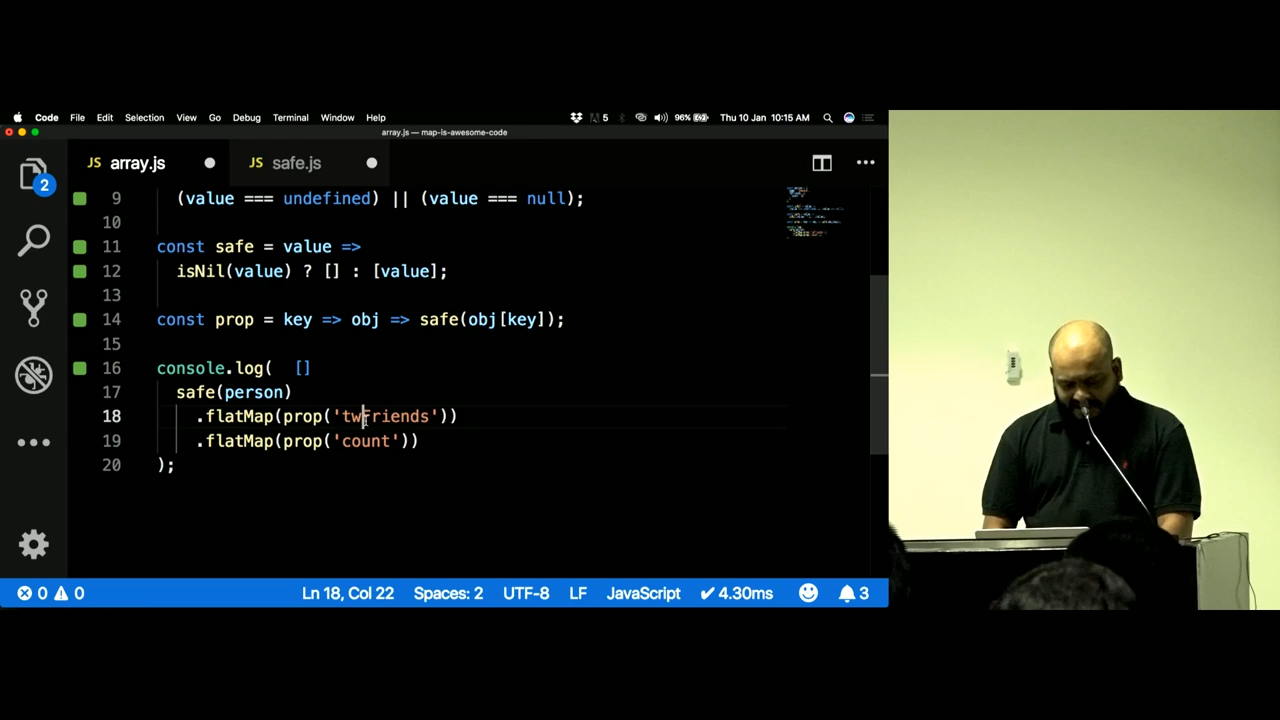 Code File Edit Selection View Go Debug Terminal Window Help 5 96% Thu 10 Jan 10:15 AM
array.js — map-is-awesome-code
JS array.js JS safe.js
2
9 (value === undefined) || (value === null);
10
11 const safe = value =>
12 isNil(value) ? [] : [value];
13
14 const prop = key => obj => safe(obj[key]);
15
16 console.log( []
17 safe(person)
18 .flatMap(prop('twFriends'))
19 .flatMap(prop('count'))
20 );
0 0 Ln 18, Col 22 Spaces: 2 UTF-8 LF JavaScript ✔ 4.30ms 3